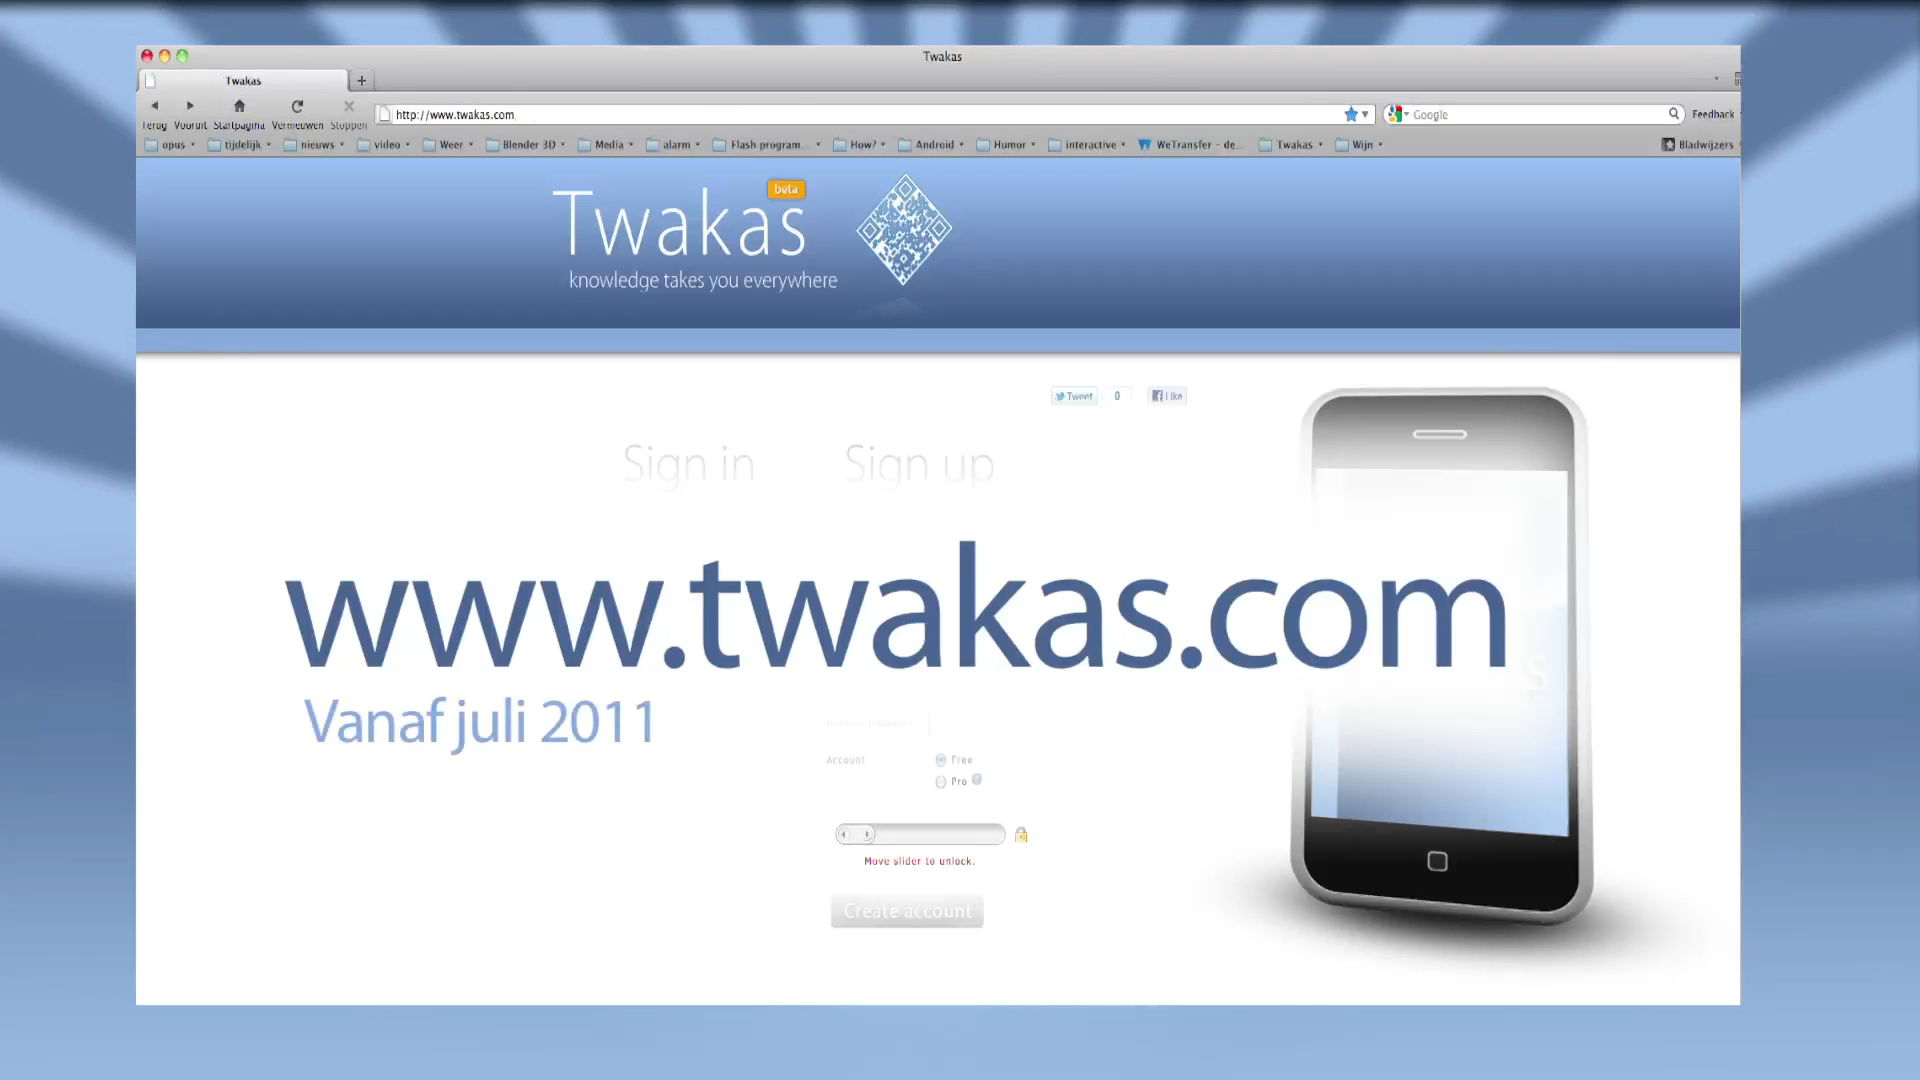 Twakas
Twakas
+
http://www.twakas.com
Google
Feedback
Terug Vooruit Startpagina Vernieuwen Stoppen
opus tijdelijk nieuws video Weer Blender 3D Media alarm Flash program... How? Android Humor interactive WeTransfer - de... Twakas Wijn Bladwijzers
beta
Twakas
knowledge takes you everywhere
Tweet 0 Like
Sign in Sign up
www.twakas.com
Vanaf juli 2011
Account Free
Pro ?
Move slider to unlock.
Create account